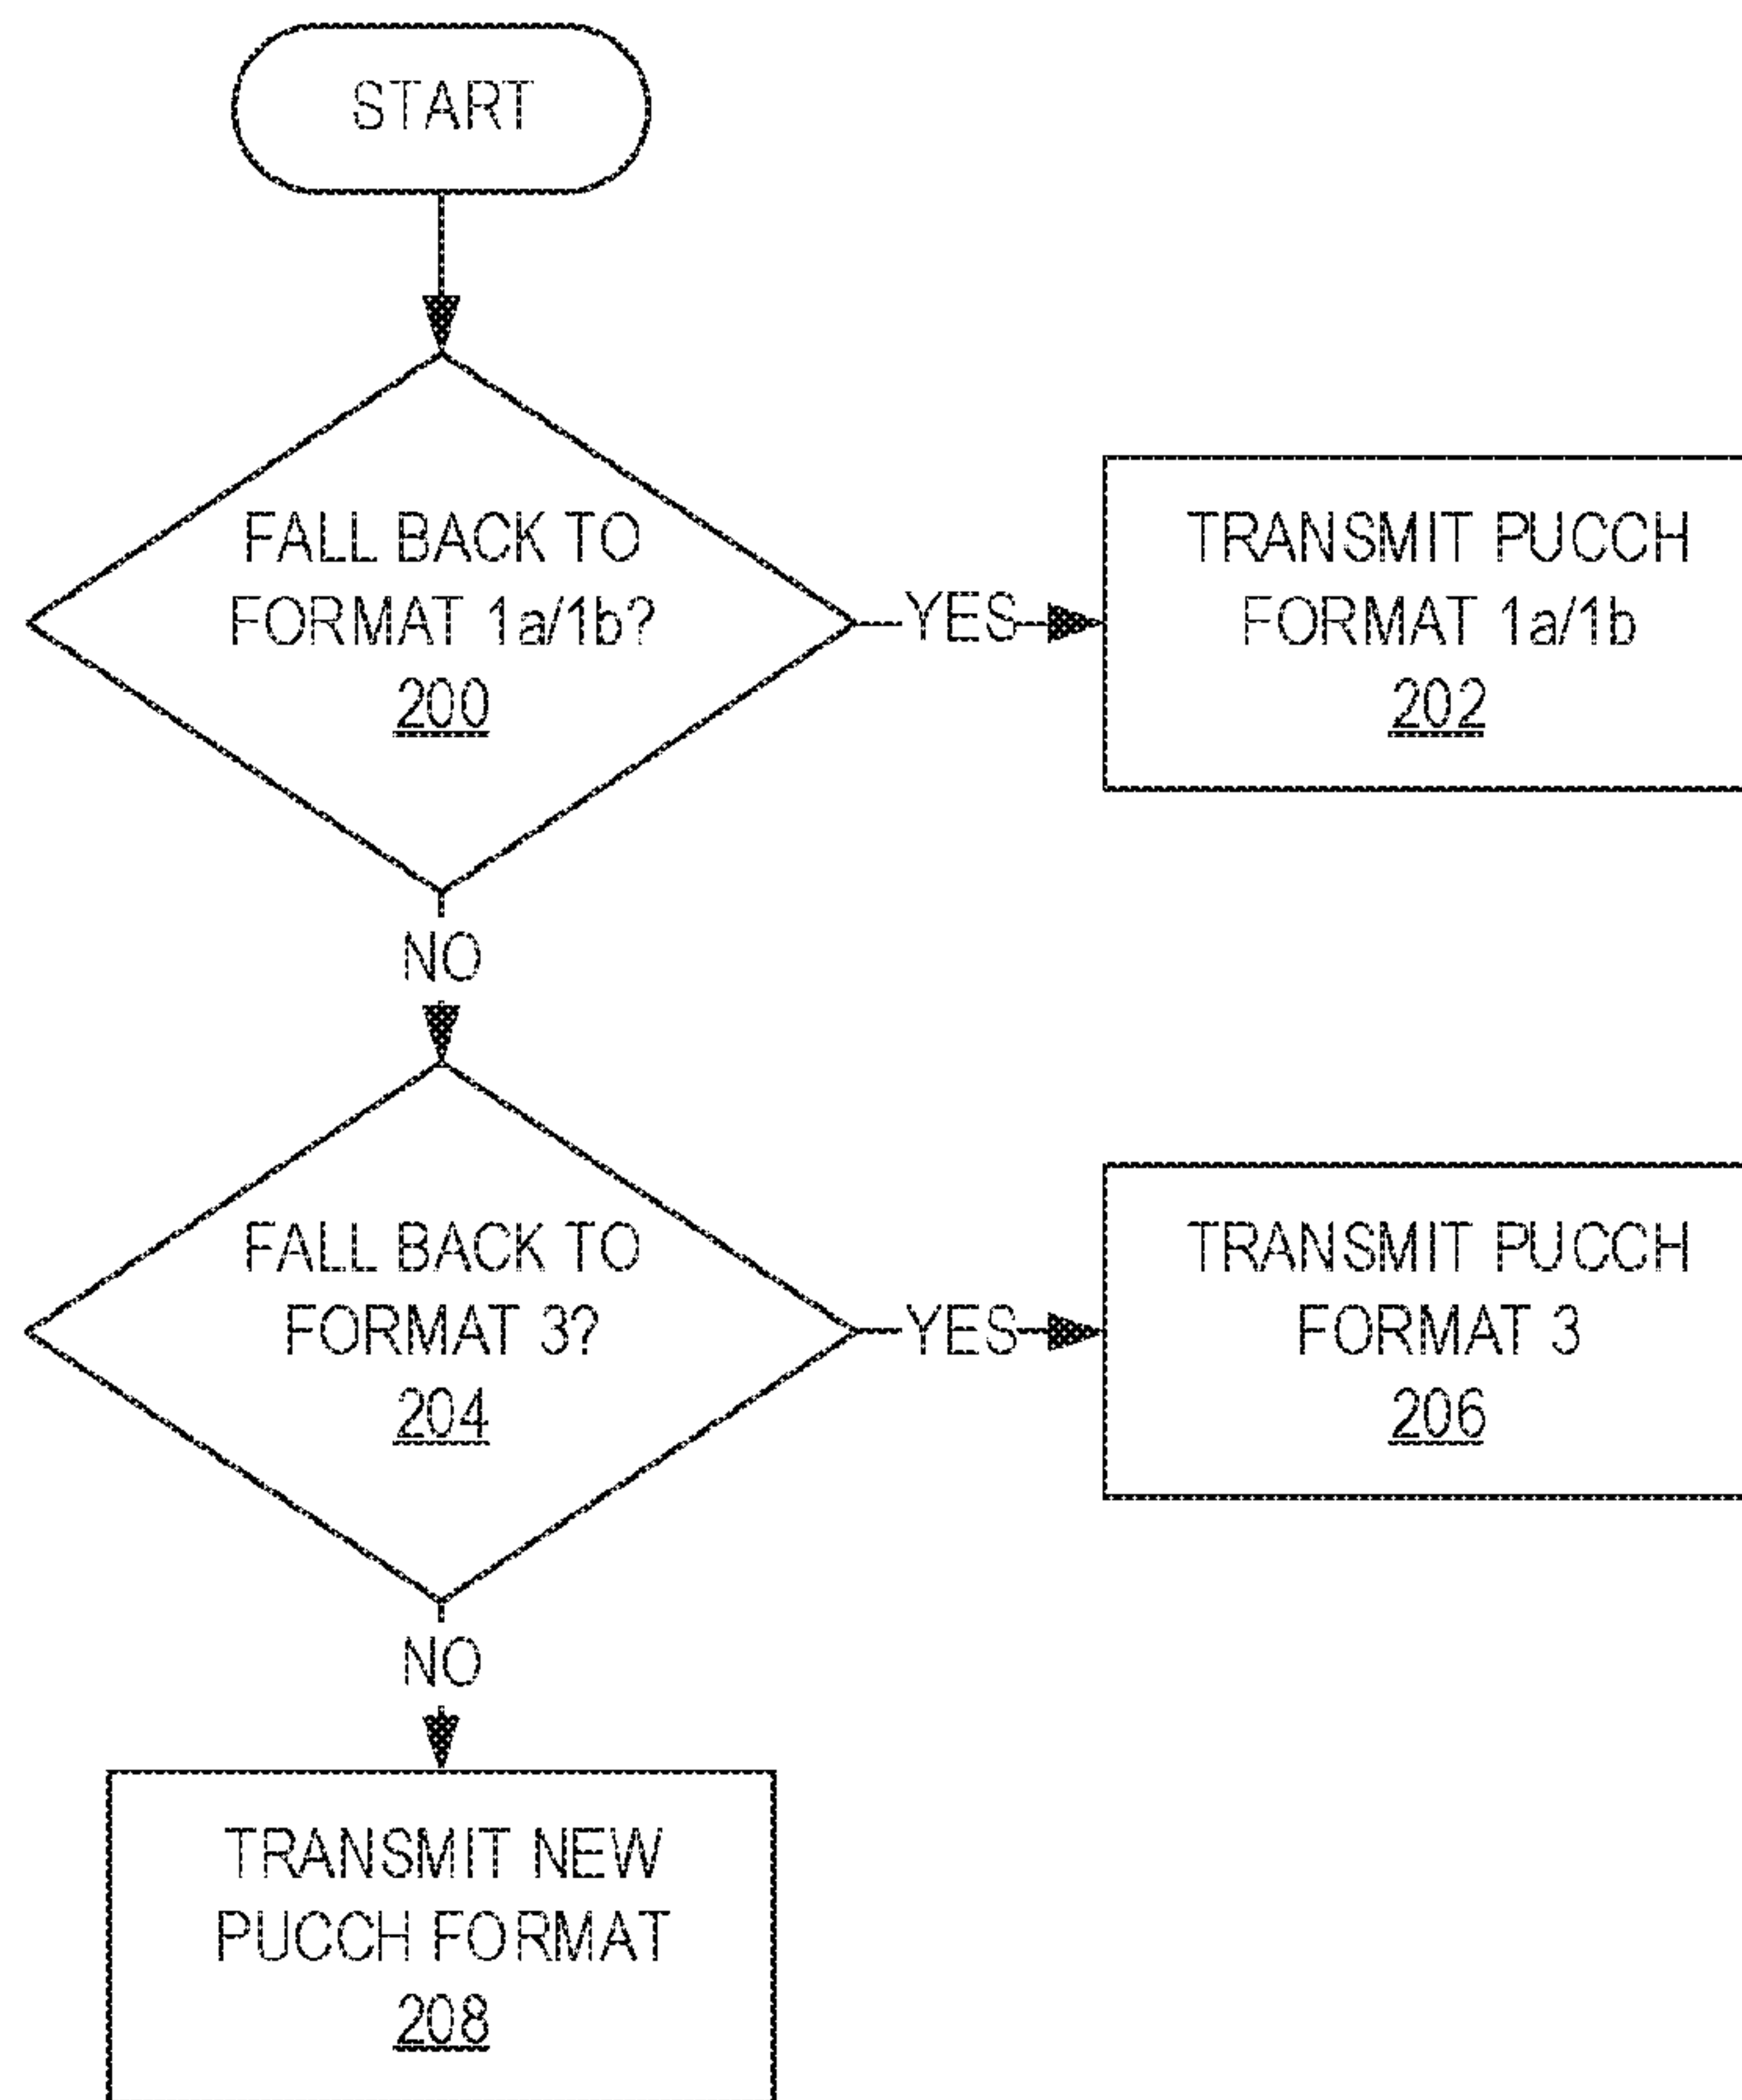 START
FALL BACK TO
FORMAT 1a/1b?
200
YES
TRANSMIT PUCCH
FORMAT 1a/1b
202
NO
FALL BACK TO
FORMAT 3?
204
YES
TRANSMIT PUCCH
FORMAT 3
206
NO
TRANSMIT NEW
PUCCH FORMAT
208